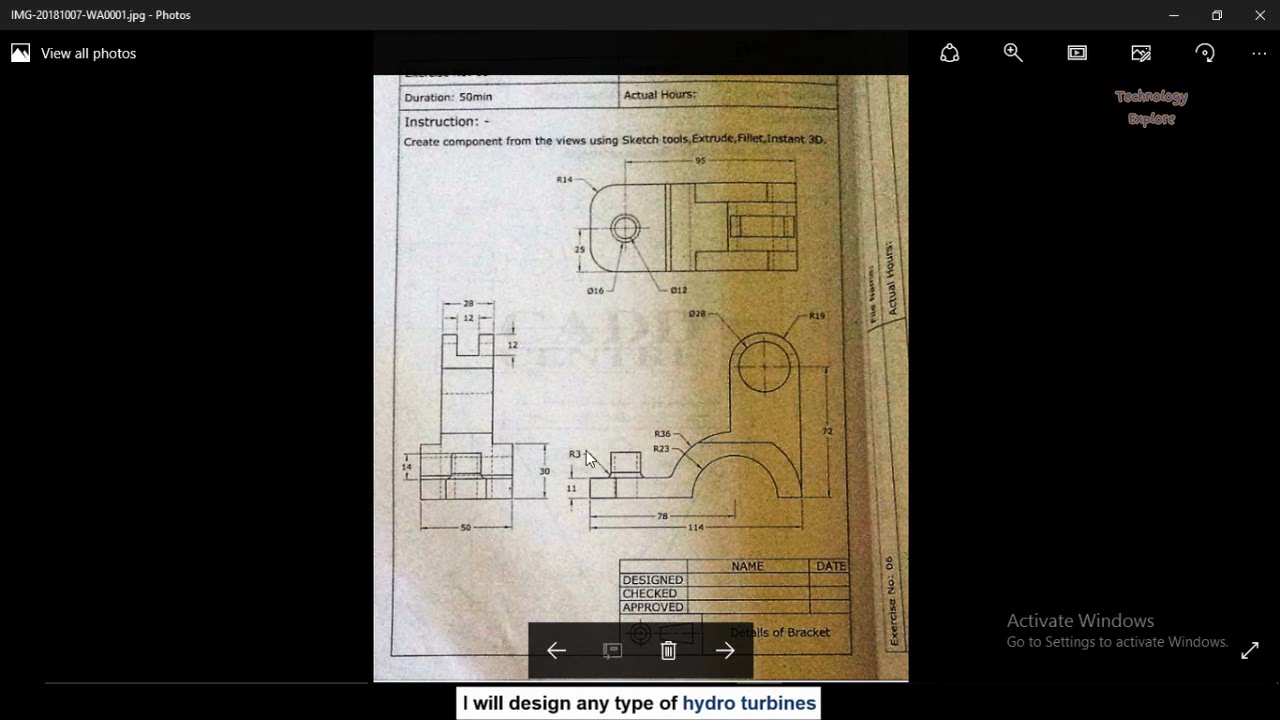 IMG-20181007-WA0001.jpg - Photos
View all photos
Technology
Explore
Duration: 50min
Actual Hours:
Instruction: -
Create component from the views using Sketch tools,Extrude,Fillet,Instant 3D.
95
R14
25
Ø16
Ø12
28
12
12
14
30
50
Ø28
R19
R36
R23
R3
11
72
78
114
File Name:
Actual Hours:
Exercise No: 06
NAME
DATE
DESIGNED
CHECKED
APPROVED
Details of Bracket
Activate Windows
Go to Settings to activate Windows.
I will design any type of hydro turbines